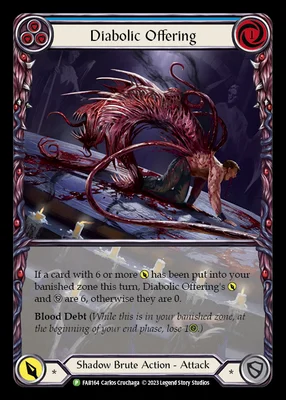 Diabolic Offering
If a card with 6 or more has been put into your
banished zone this turn, Diabolic Offering's
and are 6, otherwise they are 0.
Blood Debt (While this is in your banished zone, at
the beginning of your end phase, lose 1.)
* Shadow Brute Action - Attack *
P FAB164 Carlos Cruchaga © 2023 Legend Story Studios